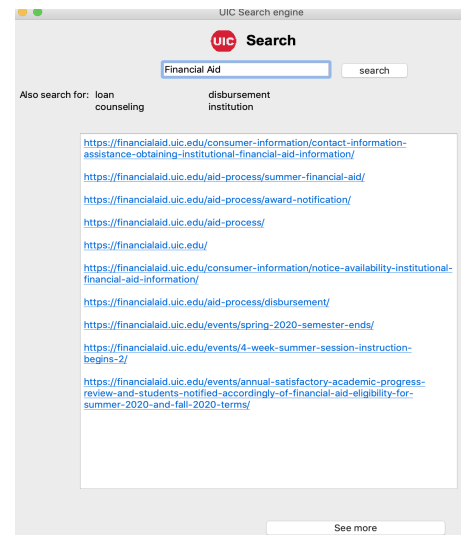 UIC Search engine
UIC Search
Financial Aid search
Also search for: loan disbursement
counseling institution
https://financialaid.uic.edu/consumer-information/contact-information-
assistance-obtaining-institutional-financial-aid-information/
https://financialaid.uic.edu/aid-process/summer-financial-aid/
https://financialaid.uic.edu/aid-process/award-notification/
https://financialaid.uic.edu/aid-process/
https://financialaid.uic.edu/
https://financialaid.uic.edu/consumer-information/notice-availability-institutional-
financial-aid-information/
https://financialaid.uic.edu/aid-process/disbursement/
https://financialaid.uic.edu/events/spring-2020-semester-ends/
https://financialaid.uic.edu/events/4-week-summer-session-instruction-
begins-2/
https://financialaid.uic.edu/events/annual-satisfactory-academic-progress-
review-and-students-notified-accordingly-of-financial-aid-eligibility-for-
summer-2020-and-fall-2020-terms/
See more